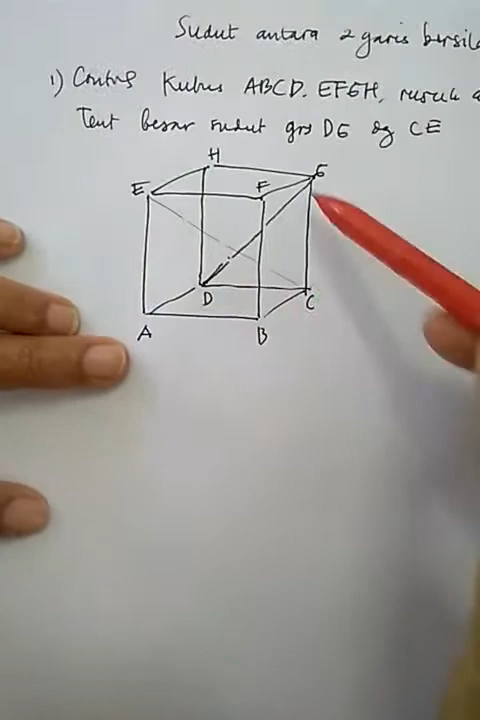 Sudut antara 2 garis bersil
1) Contoh Kubus ABCD.EFGH, rusuk a
Tent besar sudut grs DG dg CE
H
E F G
D C
A B